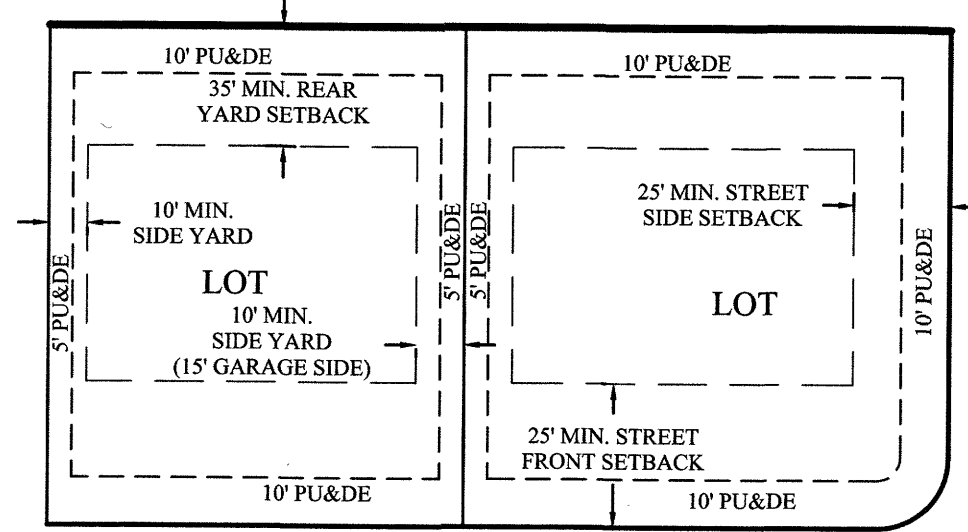 10' PU&DE
35' MIN. REAR
YARD SETBACK
10' MIN.
SIDE YARD
5' PU&DE
LOT
10' MIN.
SIDE YARD
(15' GARAGE SIDE)
5' PU&DE
10' PU&DE
10' PU&DE
5' PU&DE
25' MIN. STREET
SIDE SETBACK
LOT
10' PU&DE
25' MIN. STREET
FRONT SETBACK
10' PU&DE